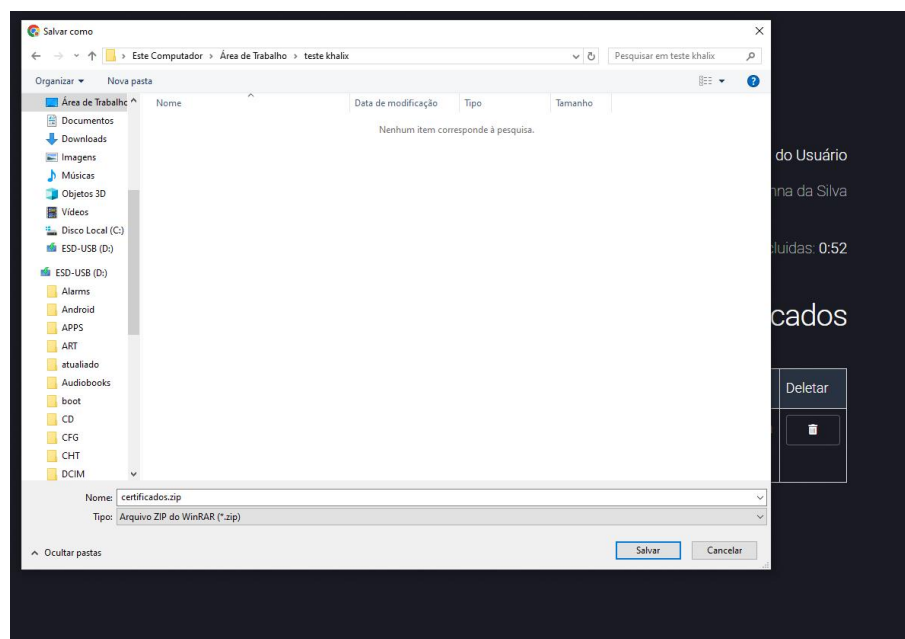 Salvar como
Este Computador > Área de Trabalho > teste khalix
Pesquisar em teste khalix
Organizar
Nova pasta
Área de Trabalho
Documentos
Downloads
Imagens
Músicas
Objetos 3D
Vídeos
Disco Local (C:)
ESD-USB (D:)
ESD-USB (D:)
Alarms
Android
APPS
ART
atualiado
Audiobooks
boot
CD
CFG
CHT
DCIM
Nome Data de modificação Tipo Tamanho
Nenhum item corresponde à pesquisa.
Nome: certificados.zip
Tipo: Arquivo ZIP do WinRAR (*.zip)
Ocultar pastas
Salvar Cancelar
do Usuário
da Silva
0:52
cados
Deletar